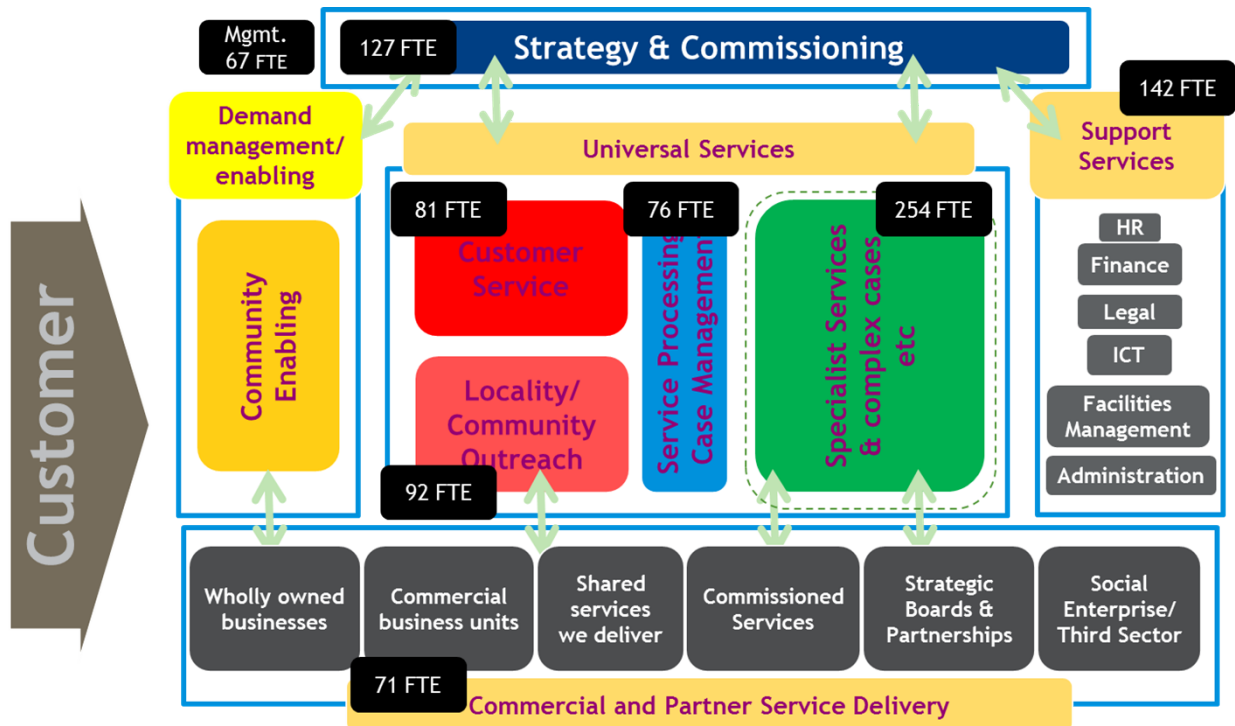 Mgmt.
67 FTE
127 FTE
Strategy & Commissioning
142 FTE
Demand
management/
enabling
Universal Services
Support
Services
Customer
Community
Enabling
81 FTE
Customer
Service
Locality/
Community
Outreach
92 FTE
76 FTE
Service Processing
Case Management
254 FTE
Specialist Services
& complex cases
etc
HR
Finance
Legal
ICT
Facilities
Management
Administration
Wholly owned
businesses
Commercial
business units
Shared
services
we deliver
Commissioned
Services
Strategic
Boards &
Partnerships
Social
Enterprise/
Third Sector
71 FTE
Commercial and Partner Service Delivery